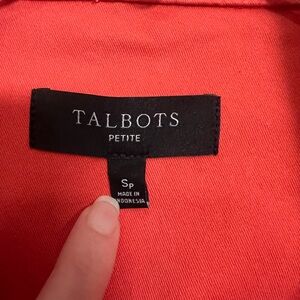 TALBOTS
PETITE
SP
MADE IN
INDONESIA